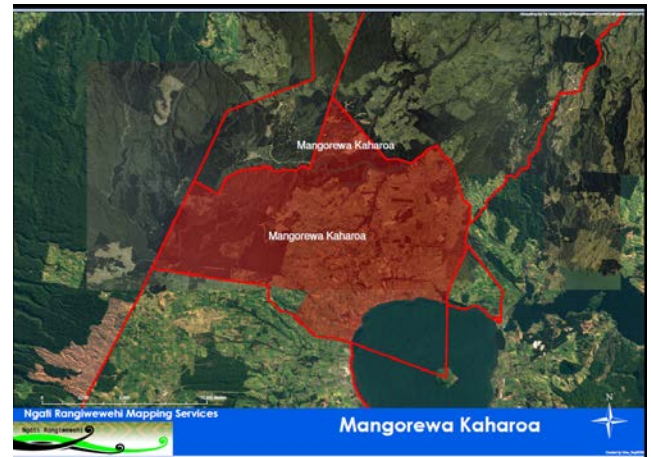 Mangorewa Kaharoa
Mangorewa Kaharoa
N
Ngati Rangiwewehi Mapping Services
Ngati Rangiwewehi
Mangorewa Kaharoa